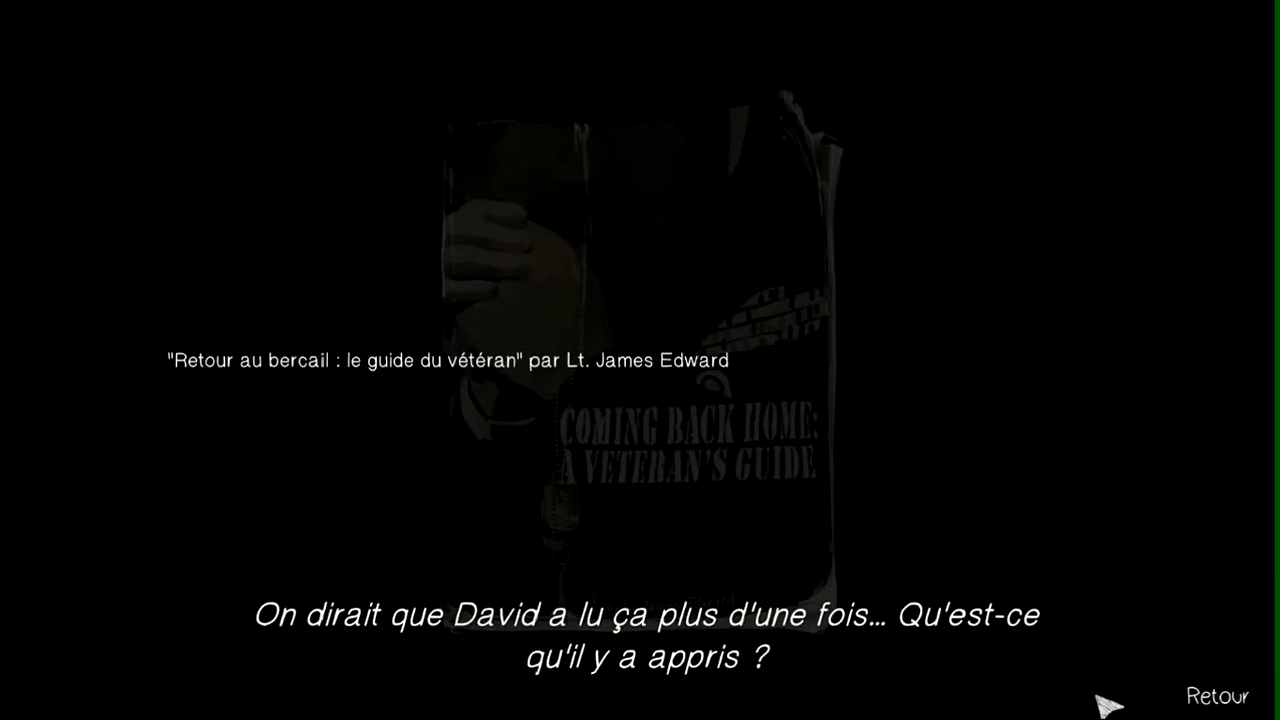 "Retour au bercail : le guide du vétéran" par Lt. James Edward
COMING BACK HOME:
A VETERAN'S GUIDE
On dirait que David a lu ça plus d'une fois... Qu'est-ce
qu'il y a appris ?
Retour